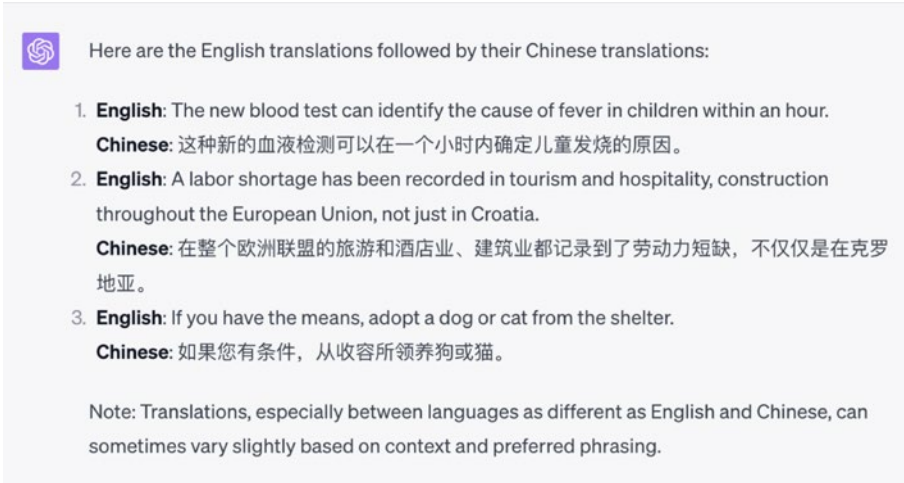 Here are the English translations followed by their Chinese translations:
1. English: The new blood test can identify the cause of fever in children within an hour.
Chinese: 这种新的血液检测可以在一个小时内确定儿童发烧的原因。
2. English: A labor shortage has been recorded in tourism and hospitality, construction
throughout the European Union, not just in Croatia.
Chinese: 在整个欧洲联盟的旅游和酒店业、建筑业都记录到了劳动力短缺，不仅仅是在克罗
地亚。
3. English: If you have the means, adopt a dog or cat from the shelter.
Chinese: 如果您有条件，从收容所领养狗或猫。
Note: Translations, especially between languages as different as English and Chinese, can
sometimes vary slightly based on context and preferred phrasing.